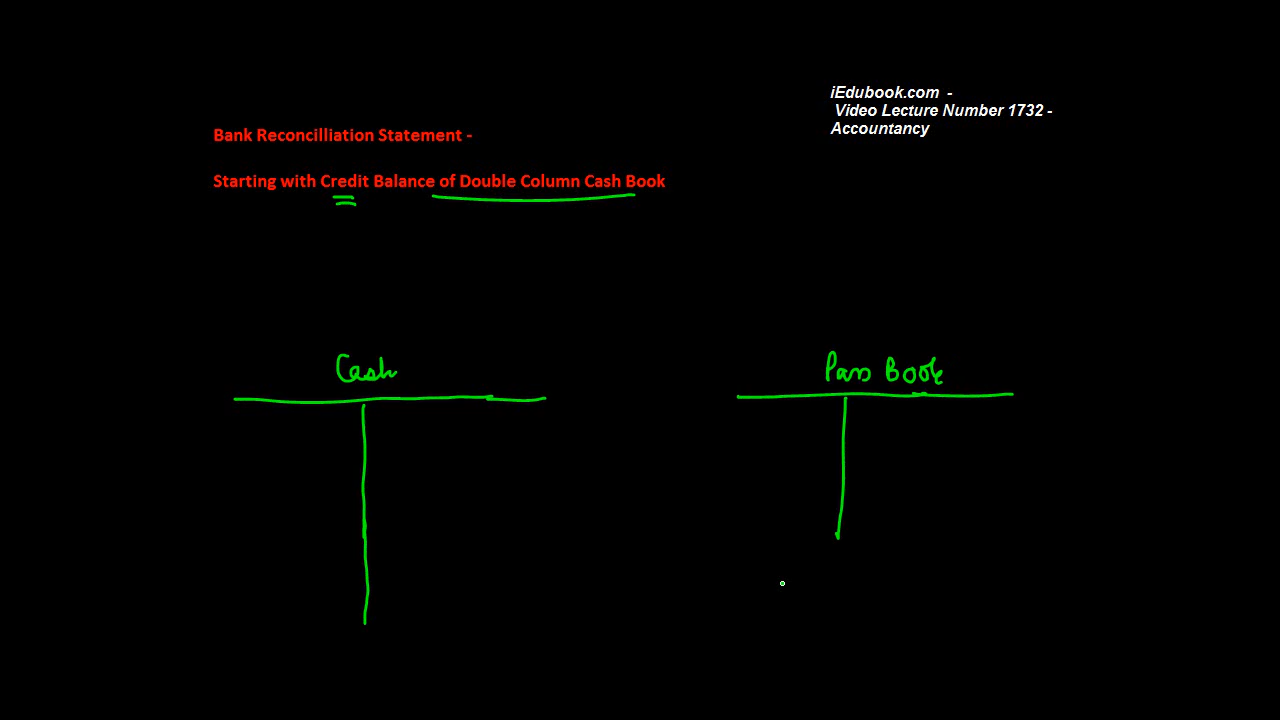 iEdubook.com -
Video Lecture Number 1732 -
Accountancy
Bank Reconcilliation Statement -
Starting with Credit Balance of Double Column Cash Book
Cash
Pass Book